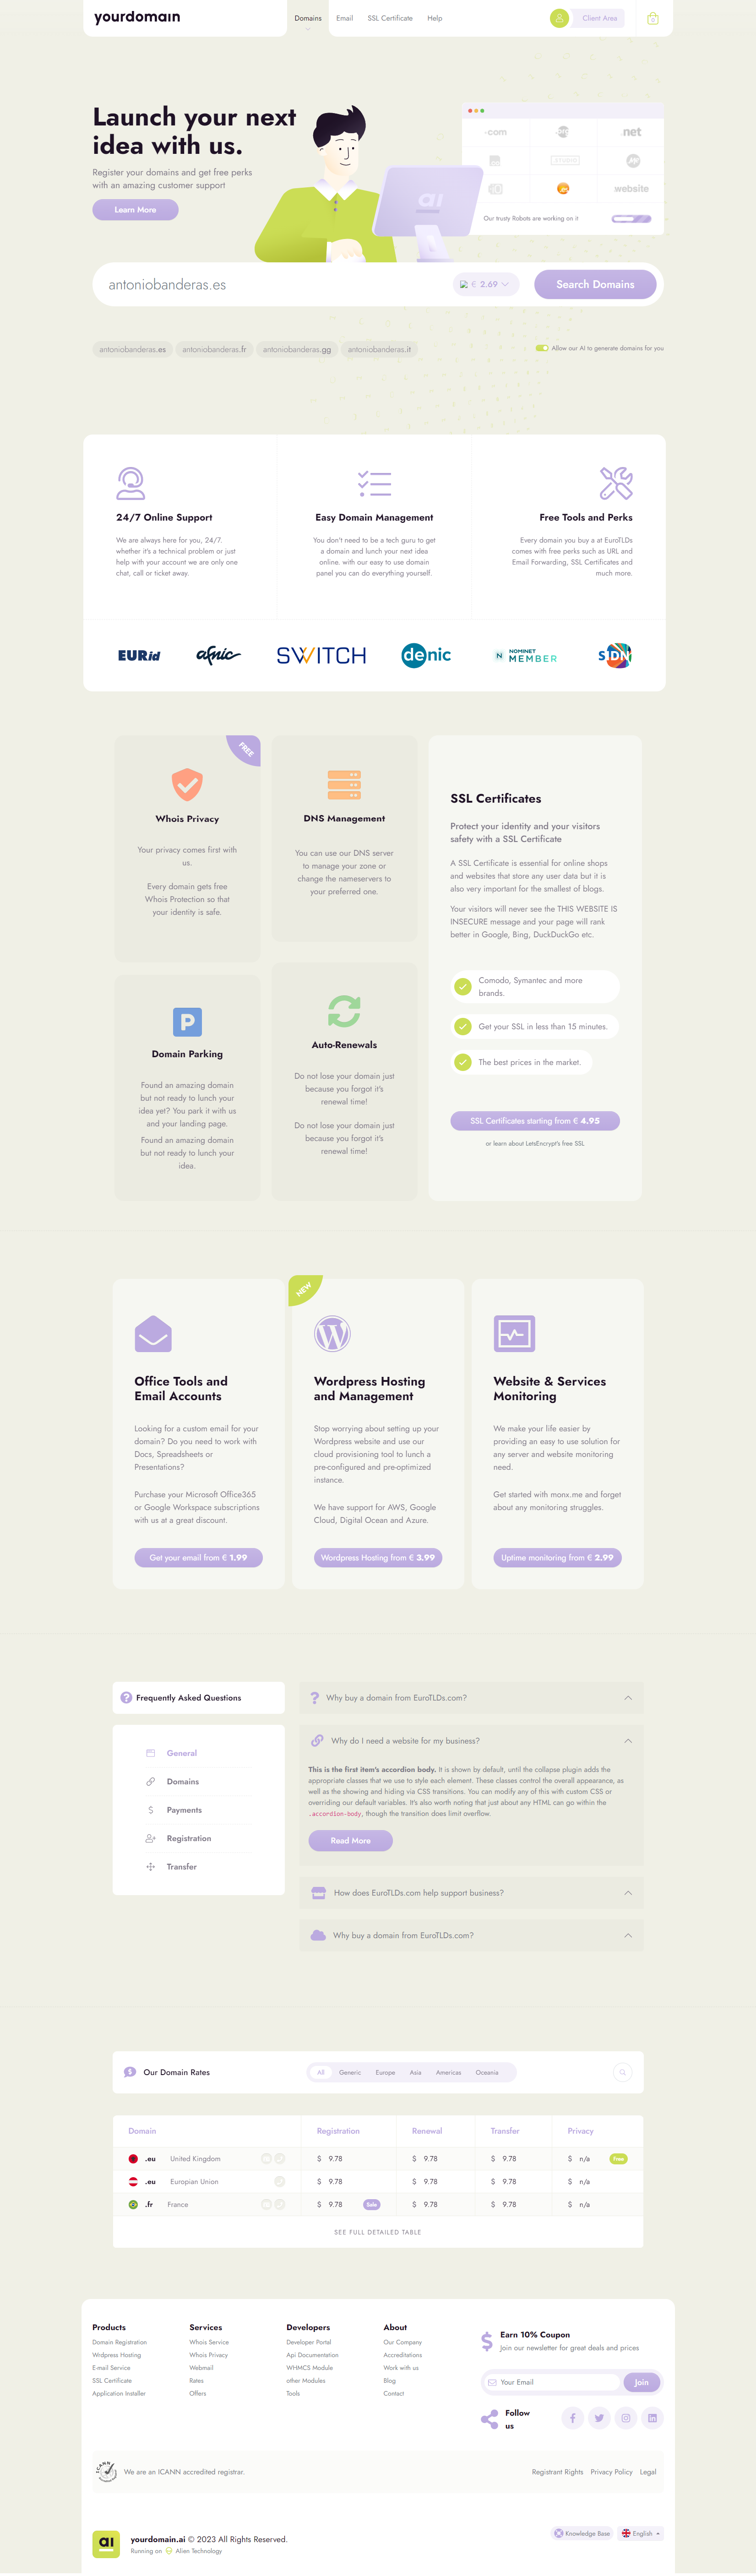 yourdomain
Domains
Email
SSL Certificate
Help
Client Area
0
Launch your next
idea with us.
Register your domains and get free perks
with an amazing customer support
Learn More
.com
.net
STUDIO
website
Our trusty Robots are working on it
ai
antoniobanderas.es
€ 2.69
Search Domains
antoniobanderas.es
antoniobanderas.fr
antoniobanderas.gg
antoniobanderas.it
Allow our AI to generate domains for you
24/7 Online Support
We are always here for you, 24/7.
whether it's a technical problem or just
help with your account we are only one
chat, call or ticket away.
Easy Domain Management
You don't need to be a tech guru to get
a domain and lunch your next idea
online. with our easy to use domain
panel you can do everything yourself.
Free Tools and Perks
Every domain you buy a at EuroTLDs
comes with free perks such as URL and
Email Forwarding, SSL Certificates and
much more.
EURid
afnic
SWITCH
denic
N NOMINET
MEMBER
SIDN
FREE
Whois Privacy
Your privacy comes first with
us.
Every domain gets free
Whois Protection so that
your identity is safe.
DNS Management
You can use our DNS server
to manage your zone or
change the nameservers to
your preferred one.
P
Domain Parking
Found an amazing domain
but not ready to lunch your
idea yet? You park it with us
and your landing page.
Found an amazing domain
but not ready to lunch your
idea.
Auto-Renewals
Do not lose your domain just
because you forgot it's
renewal time!
Do not lose your domain just
because you forgot it's
renewal time!
SSL Certificates
Protect your identity and your visitors
safety with a SSL Certificate
A SSL Certificate is essential for online shops
and websites that store any user data but it is
also very important for the smallest of blogs.
Your visitors will never see the THIS WEBSITE IS
INSECURE message and your page will rank
better in Google, Bing, DuckDuckGo etc.
Comodo, Symantec and more
brands.
Get your SSL in less than 15 minutes.
The best prices in the market.
SSL Certificates starting from € 4.95
or learn about LetsEncrypt's free SSL
Office Tools and
Email Accounts
Looking for a custom email for your
domain? Do you need to work with
Docs, Spreadsheets or
Presentations?
Purchase your Microsoft Office365
or Google Workspace subscriptions
with us at a great discount.
Get your email from € 1.99
NEW
Wordpress Hosting
and Management
Stop worrying about setting up your
Wordpress website and use our
cloud provisioning tool to lunch a
pre-configured and pre-optimized
instance.
We have support for AWS, Google
Cloud, Digital Ocean and Azure.
Wordpress Hosting from € 3.99
Website & Services
Monitoring
We make your life easier by
providing an easy to use solution for
any server and website monitoring
need.
Get started with monx.me and forget
about any monitoring struggles.
Uptime monitoring from € 2.99
Frequently Asked Questions
General
Domains
Payments
Registration
Transfer
Why buy a domain from EuroTLDs.com?
Why do I need a website for my business?
This is the first item's accordion body. It is shown by default, until the collapse plugin adds the
appropriate classes that we use to style each element. These classes control the overall appearance, as
well as the showing and hiding via CSS transitions. You can modify any of this with custom CSS or
overriding our default variables. It's also worth noting that just about any HTML can go within the
.accordion-body, though the transition does limit overflow.
Read More
How does EuroTLDs.com help support business?
Why buy a domain from EuroTLDs.com?
Our Domain Rates
All
Generic
Europe
Asia
Americas
Oceania
Domain
Registration
Renewal
Transfer
Privacy
.eu United Kingdom $ 9.78 $ 9.78 $ 9.78 $ n/a Free
.eu Europian Union $ 9.78 $ 9.78 $ 9.78 $ n/a
.fr France $ 9.78 Sale $ 9.78 $ 9.78 $ n/a
SEE FULL DETAILED TABLE
Products
Domain Registration
Wrdpress Hosting
E-mail Service
SSL Certificate
Application Installer
Services
Whois Service
Whois Privacy
Webmail
Rates
Offers
Developers
Developer Portal
Api Documentation
WHMCS Module
other Modules
Tools
About
Our Company
Accreditations
Work with us
Blog
Contact
Earn 10% Coupon
Join our newsletter for great deals and prizes
Your Email
Join
Follow
us
ICANN
We are an ICANN accredited registrar.
Registrant Rights
Privacy Policy
Legal
ai
yourdomain.ai © 2023 All Rights Reserved.
Running on Alien Technology
Knowledge Base
English